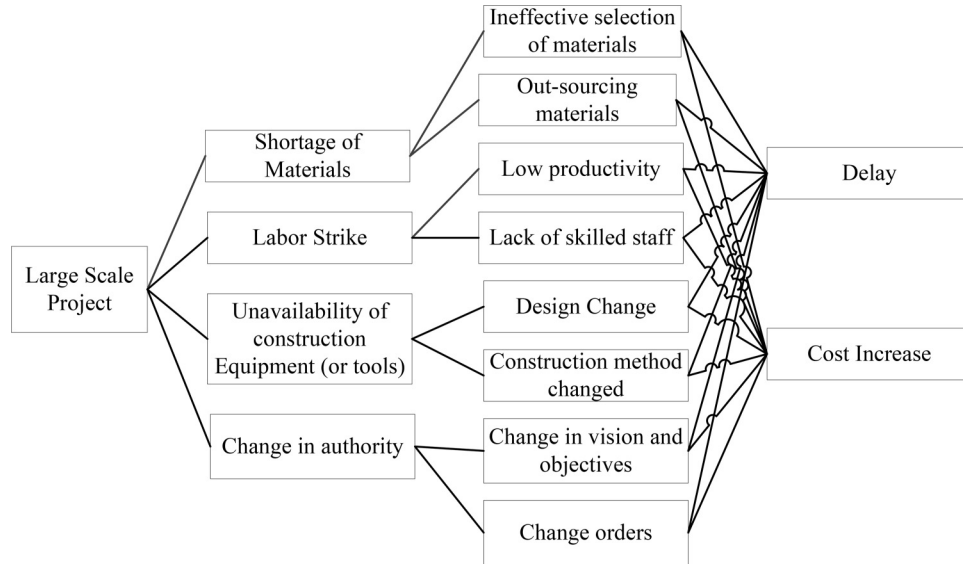 Large Scale
Project
Shortage of
Materials
Labor Strike
Unavailability of
construction
Equipment (or tools)
Change in authority
Ineffective selection
of materials
Out-sourcing
materials
Low productivity
Lack of skilled staff
Design Change
Construction method
changed
Change in vision and
objectives
Change orders
Delay
Cost Increase